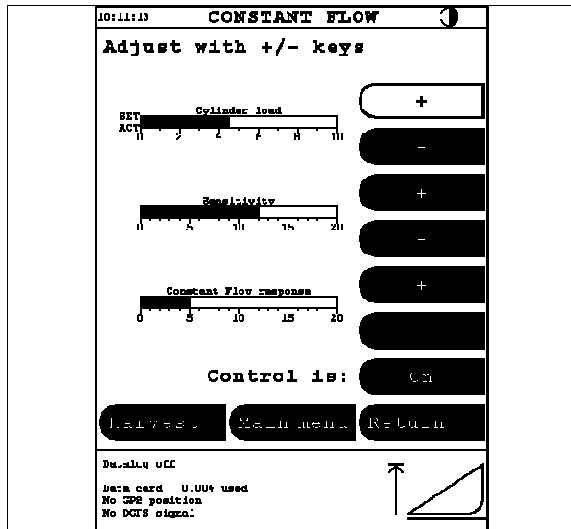 10:11:13 CONSTANT FLOW
Adjust with +/- keys
+
Cylinder load
SET
ACT
0 2 4 6 8 10
-
+
Sensitivity
0 5 10 15 20
-
+
Constant Flow response
0 5 10 15 20
Control is: On
Harvest Main menu Return
Datalog off
Data card 0.00% used
No GPS position
No DGPS signal